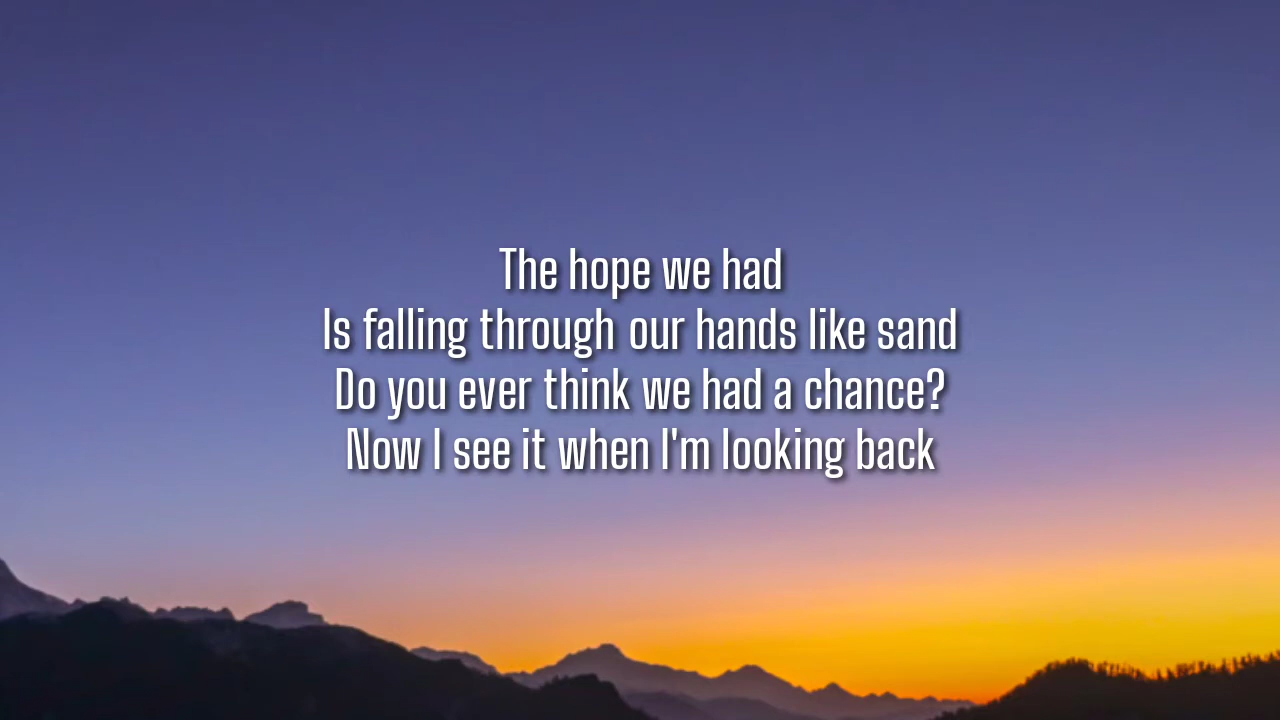 The hope we had
Is falling through our hands like sand
Do you ever think we had a chance?
Now I see it when I'm looking back